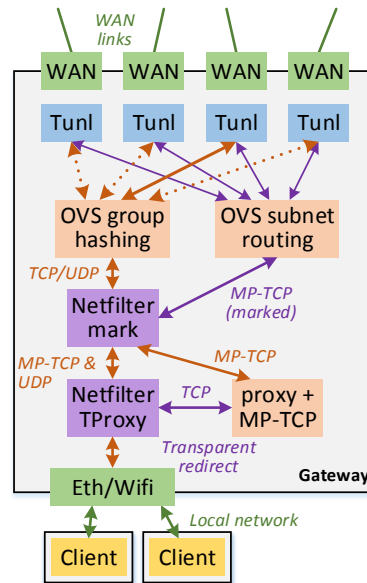 WAN
links
WAN WAN WAN WAN
Tunl Tunl Tunl Tunl
OVS group
hashing
OVS subnet
routing
TCP/UDP
MP-TCP
(marked)
Netfilter
mark
MP-TCP &
UDP
MP-TCP
Netfilter
TProxy
TCP
proxy +
MP-TCP
Transparent
redirect
Gateway
Eth/Wifi
Local network
Client Client